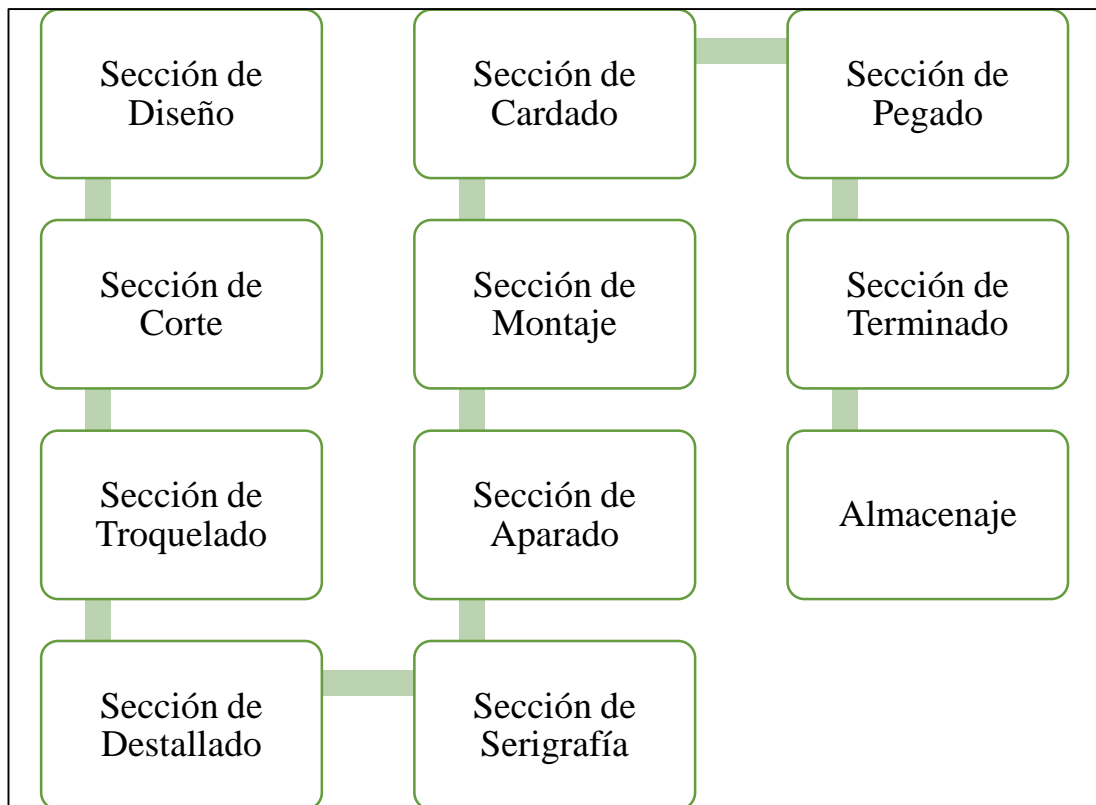 Sección de
Diseño
Sección de
Corte
Sección de
Troquelado
Sección de
Destallado
Sección de
Serigrafía
Sección de
Aparado
Sección de
Montaje
Sección de
Cardado
Sección de
Pegado
Sección de
Terminado
Almacenaje